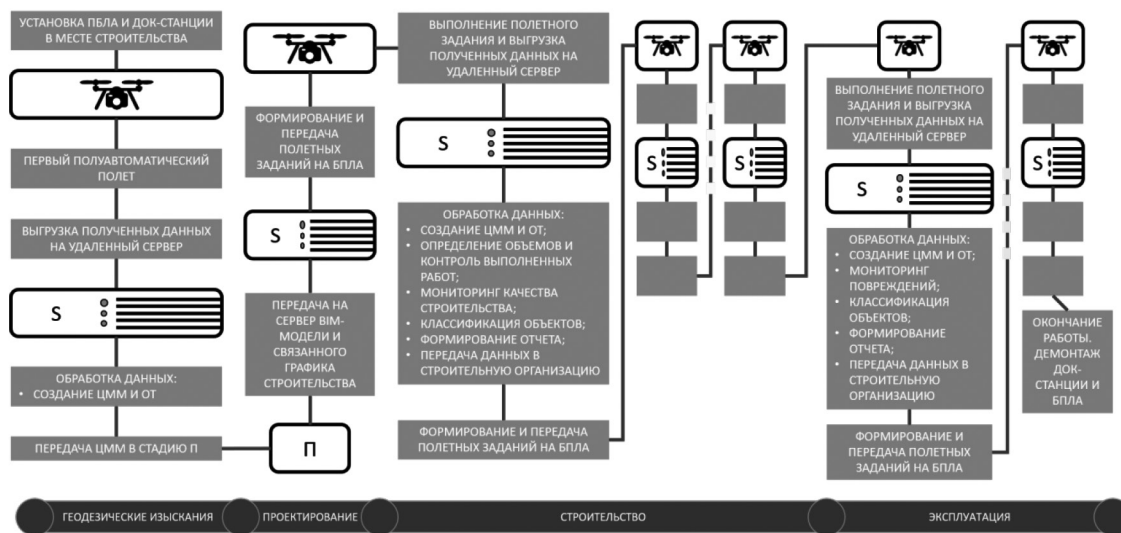 УСТАНОВКА ПБЛА И ДОК-СТАНЦИИ
В МЕСТЕ СТРОИТЕЛЬСТВА
ПЕРВЫЙ ПОЛУАВТОМАТИЧЕСКИЙ
ПОЛЕТ
ВЫГРУЗКА ПОЛУЧЕННЫХ ДАННЫХ
НА УДАЛЕННЫЙ СЕРВЕР
S
ОБРАБОТКА ДАННЫХ:
• СОЗДАНИЕ ЦММ И ОТ
ПЕРЕДАЧА ЦММ В СТАДИЮ П
ФОРМИРОВАНИЕ И
ПЕРЕДАЧА
ПОЛЕТНЫХ
ЗАДАНИЙ НА БПЛА
S
ПЕРЕДАЧА НА
СЕРВЕР BIM-
МОДЕЛИ И
СВЯЗАННОГО
ГРАФИКА
СТРОИТЕЛЬСТВА
П
ВЫПОЛНЕНИЕ ПОЛЕТНОГО
ЗАДАНИЯ И ВЫГРУЗКА
ПОЛУЧЕННЫХ ДАННЫХ НА
УДАЛЕННЫЙ СЕРВЕР
S
ОБРАБОТКА ДАННЫХ:
• СОЗДАНИЕ ЦММ И ОТ;
• ОПРЕДЕЛЕНИЕ ОБЪЕМОВ И
КОНТРОЛЬ ВЫПОЛНЕННЫХ
РАБОТ;
• МОНИТОРИНГ КАЧЕСТВА
СТРОИТЕЛЬСТВА;
• КЛАССИФИКАЦИЯ ОБЪЕКТОВ;
• ФОРМИРОВАНИЕ ОТЧЕТА;
• ПЕРЕДАЧА ДАННЫХ В
СТРОИТЕЛЬНУЮ ОРГАНИЗАЦИЮ
ФОРМИРОВАНИЕ И ПЕРЕДАЧА
ПОЛЕТНЫХ ЗАДАНИЙ НА БПЛА
S
S
ВЫПОЛНЕНИЕ ПОЛЕТНОГО
ЗАДАНИЯ И ВЫГРУЗКА
ПОЛУЧЕННЫХ ДАННЫХ НА
УДАЛЕННЫЙ СЕРВЕР
S
ОБРАБОТКА ДАННЫХ:
• СОЗДАНИЕ ЦММ И ОТ;
• МОНИТОРИНГ
ПОВРЕЖДЕНИЙ;
• КЛАССИФИКАЦИЯ
ОБЪЕКТОВ;
• ФОРМИРОВАНИЕ
ОТЧЕТА;
• ПЕРЕДАЧА ДАННЫХ В
СТРОИТЕЛЬНУЮ
ОРГАНИЗАЦИЮ
ФОРМИРОВАНИЕ И
ПЕРЕДАЧА ПОЛЕТНЫХ
ЗАДАНИЙ НА БПЛА
S
ОКОНЧАНИЕ
РАБОТЫ.
ДЕМОНТАЖ
ДОК-
СТАНЦИИ И
БПЛА
ГЕОДЕЗИЧЕСКИЕ ИЗЫСКАНИЯ
ПРОЕКТИРОВАНИЕ
СТРОИТЕЛЬСТВО
ЭКСПЛУАТАЦИЯ